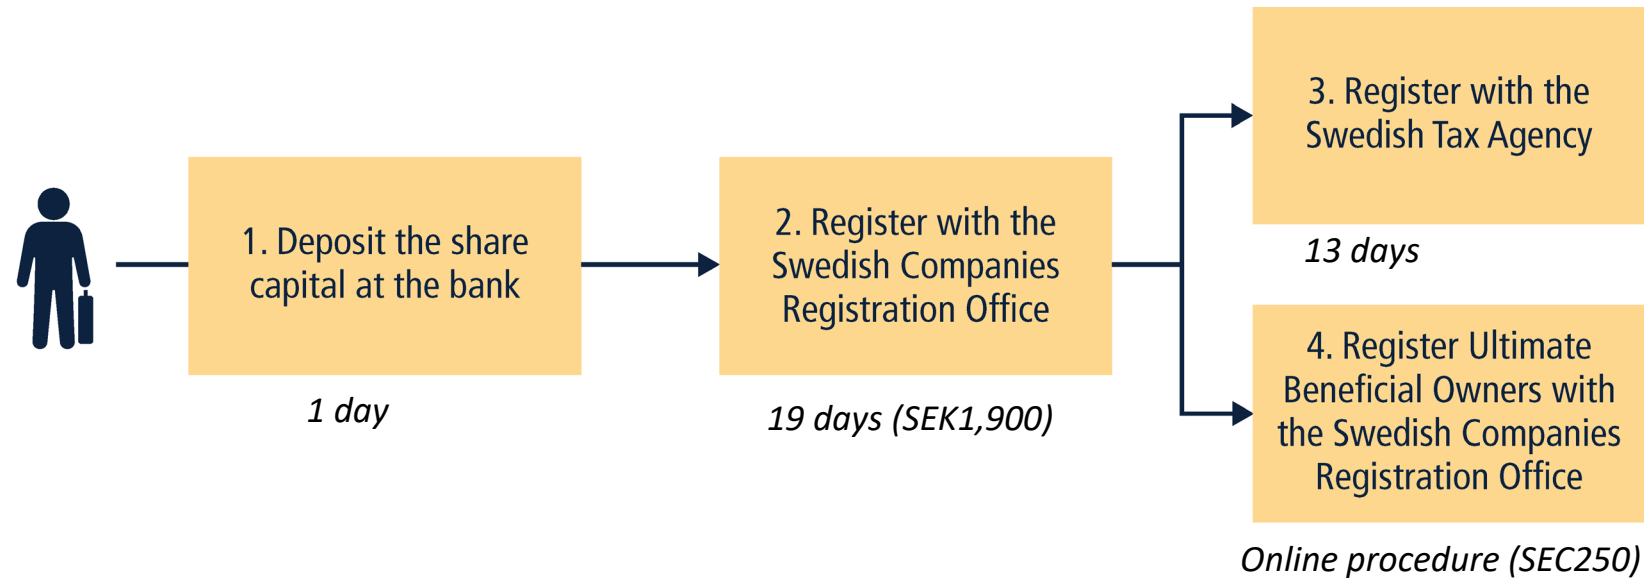 1. Deposit the share
capital at the bank
1 day
2. Register with the
Swedish Companies
Registration Office
19 days (SEK1,900)
3. Register with the
Swedish Tax Agency
13 days
4. Register Ultimate
Beneficial Owners with
the Swedish Companies
Registration Office
Online procedure (SEC250)